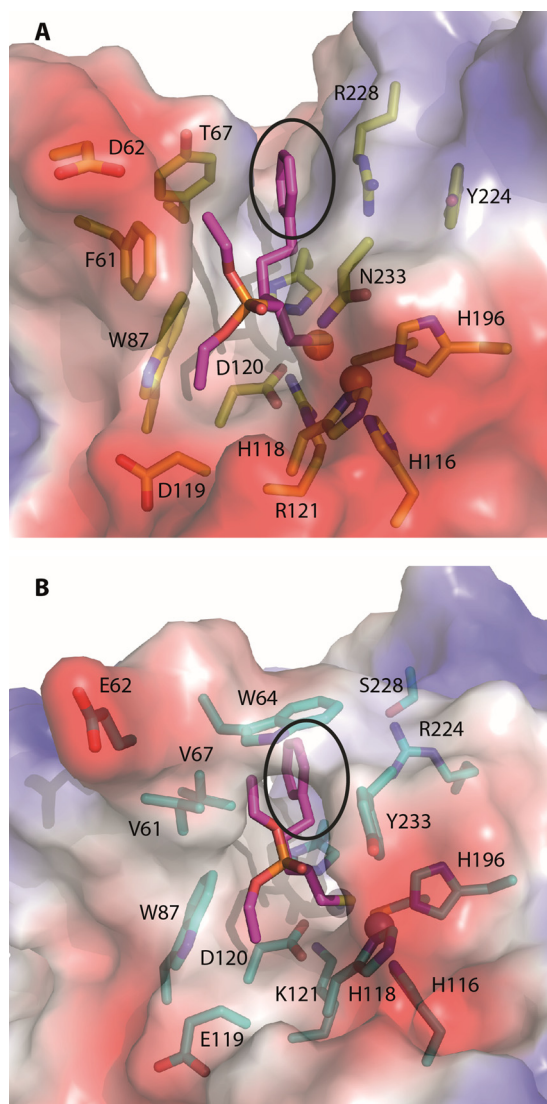 A
R228
T67
D62
Y224
F61
N233
H196
W87
D120
H118
H116
D119
R121
B
E62
W64
S228
R224
V67
V61
Y233
H196
W87
D120
K121
H118
H116
E119